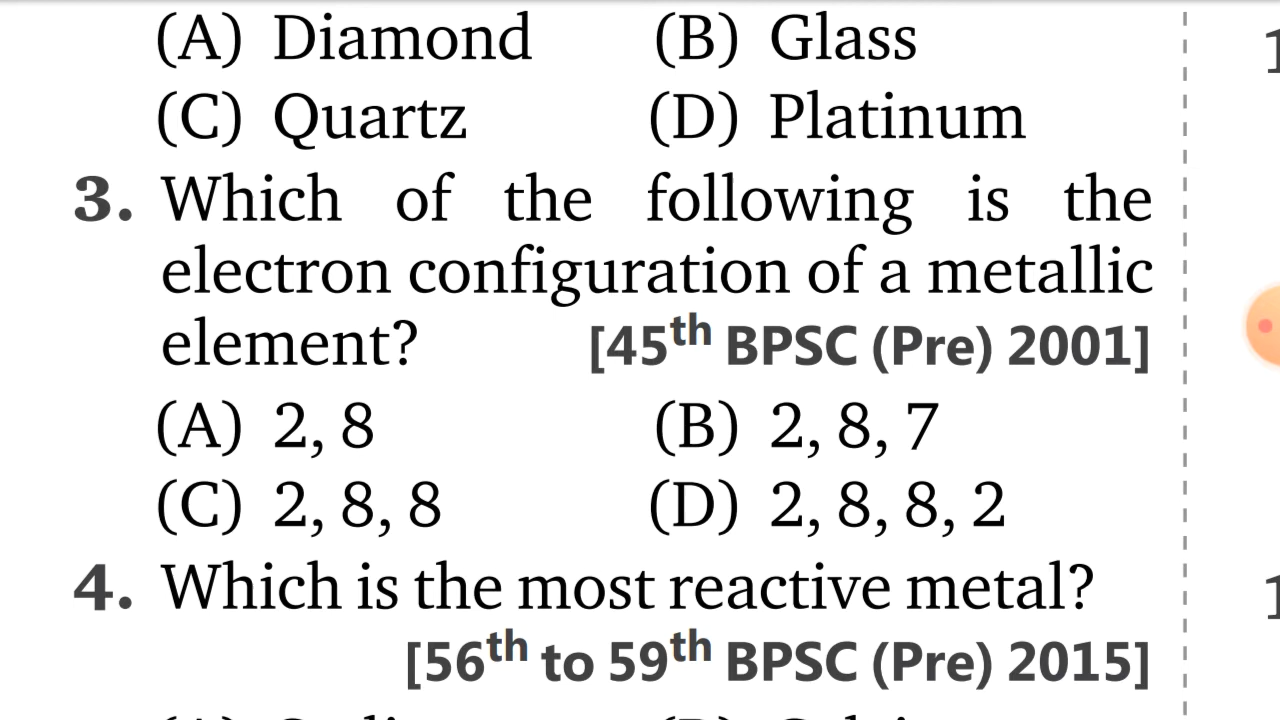 (A) Diamond (B) Glass
(C) Quartz (D) Platinum
3. Which of the following is the
electron configuration of a metallic
element? [45th BPSC (Pre) 2001]
(A) 2, 8 (B) 2, 8, 7
(C) 2, 8, 8 (D) 2, 8, 8, 2
4. Which is the most reactive metal?
[56th to 59th BPSC (Pre) 2015]